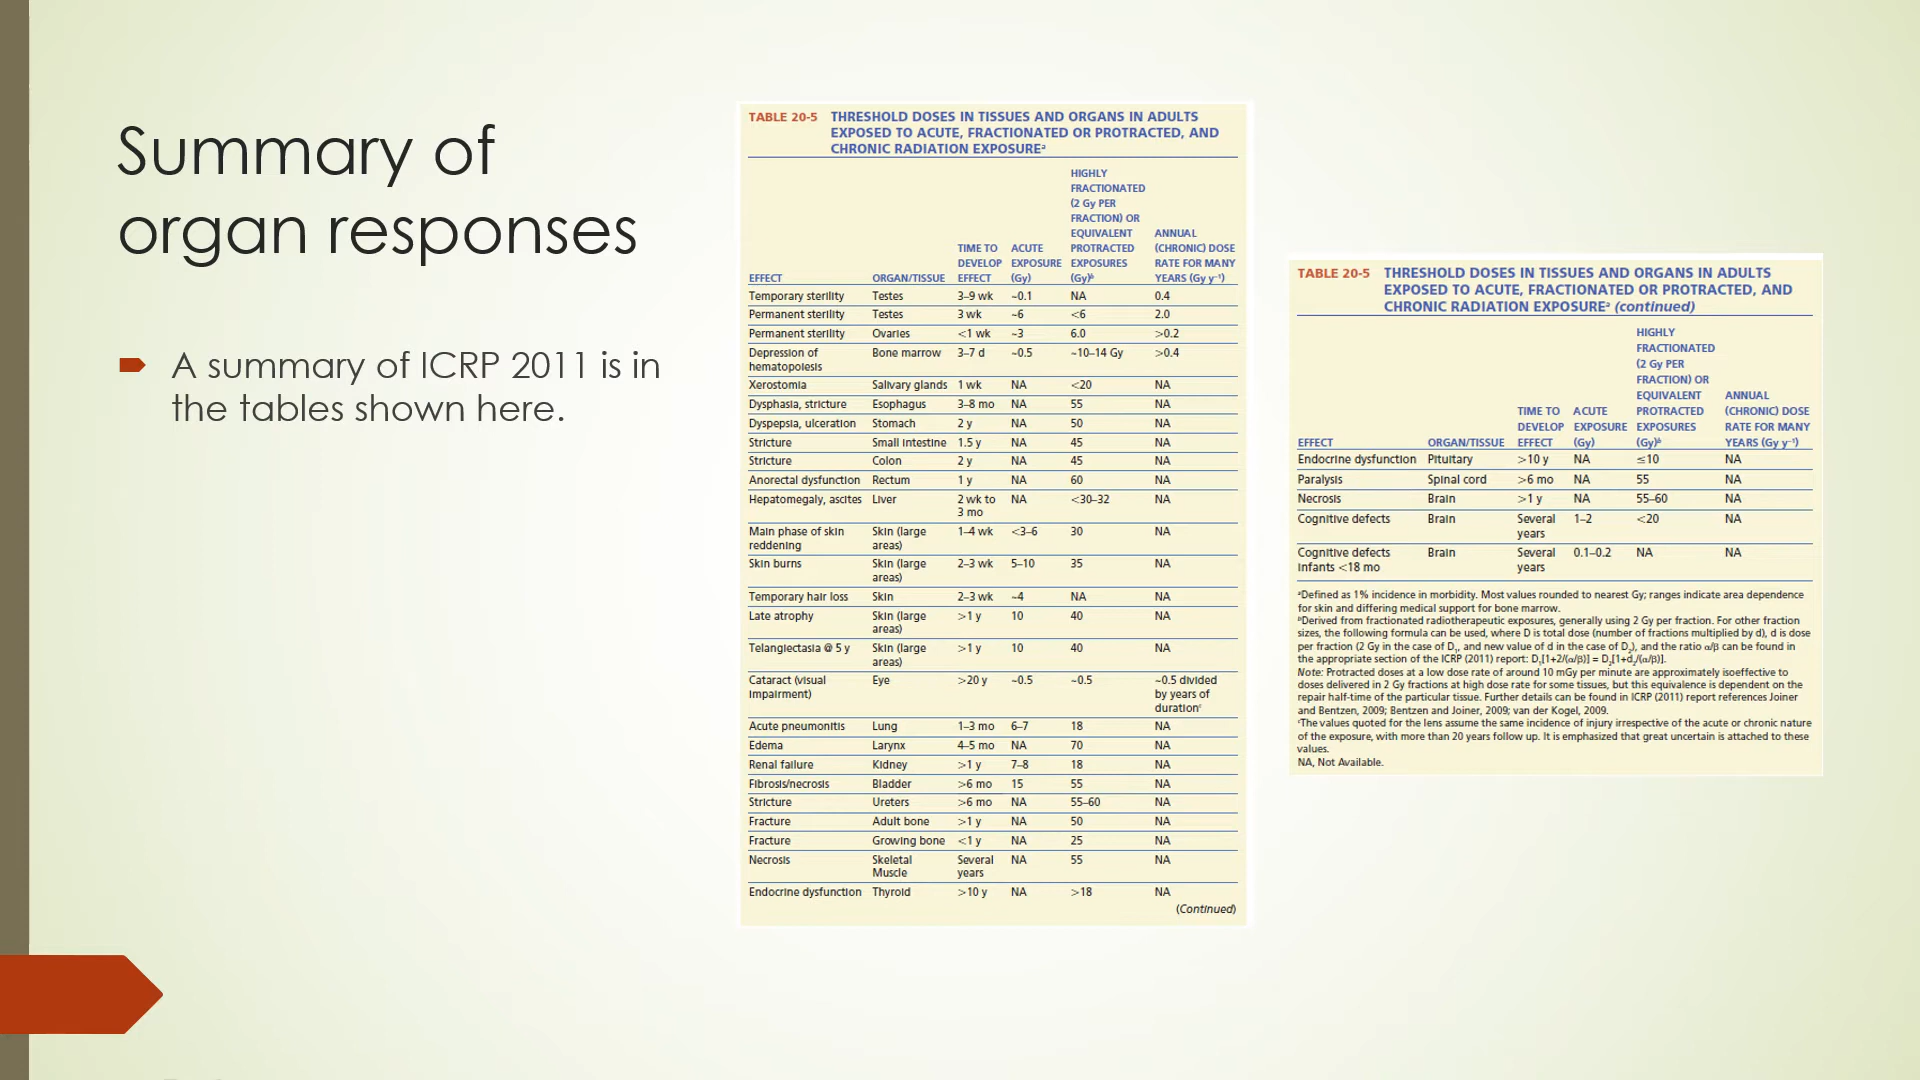 Summary of
organ responses
A summary of ICRP 2011 is in
the tables shown here.
TABLE 20-5 THRESHOLD DOSES IN TISSUES AND ORGANS IN ADULTS
EXPOSED TO ACUTE, FRACTIONATED OR PROTRACTED, AND
CHRONIC RADIATION EXPOSUREᵃ
HIGHLY
FRACTIONATED
(2 Gy PER
FRACTION) OR
EQUIVALENT ANNUAL
TIME TO ACUTE PROTRACTED (CHRONIC) DOSE
DEVELOP EXPOSURE EXPOSURES RATE FOR MANY
EFFECT ORGAN/TISSUE EFFECT (Gy) (Gy)ᵇ YEARS (Gy y⁻¹)
Temporary sterility Testes 3–9 wk ~0.1 NA 0.4
Permanent sterility Testes 3 wk ~6 <6 2.0
Permanent sterility Ovaries <1 wk ~3 6.0 >0.2
Depression of Bone marrow 3–7 d ~0.5 ~10–14 Gy >0.4
hematopoiesis
Xerostomia Salivary glands 1 wk NA <20 NA
Dysphasia, stricture Esophagus 3–8 mo NA 55 NA
Dyspepsia, ulceration Stomach 2 y NA 50 NA
Stricture Small intestine 1.5 y NA 45 NA
Stricture Colon 2 y NA 45 NA
Anorectal dysfunction Rectum 1 y NA 60 NA
Hepatomegaly, ascites Liver 2 wk to NA <30–32 NA
3 mo
Main phase of skin Skin (large 1–4 wk <3–6 30 NA
reddening areas)
Skin burns Skin (large 2–3 wk 5–10 35 NA
areas)
Temporary hair loss Skin 2–3 wk ~4 NA NA
Late atrophy Skin (large >1 y 10 40 NA
areas)
Telangiectasia @ 5 y Skin (large >1 y 10 40 NA
areas)
Cataract (visual Eye >20 y ~0.5 ~0.5 ~0.5 divided
impairment) by years of
durationᶜ
Acute pneumonitis Lung 1–3 mo 6–7 18 NA
Edema Larynx 4–5 mo NA 70 NA
Renal failure Kidney >1 y 7–8 18 NA
Fibrosis/necrosis Bladder >6 mo 15 55 NA
Stricture Ureters >6 mo NA 55–60 NA
Fracture Adult bone >1 y NA 50 NA
Fracture Growing bone <1 y NA 25 NA
Necrosis Skeletal Several NA 55 NA
Muscle years
Endocrine dysfunction Thyroid >10 y NA >18 NA
(Continued)
TABLE 20-5 THRESHOLD DOSES IN TISSUES AND ORGANS IN ADULTS
EXPOSED TO ACUTE, FRACTIONATED OR PROTRACTED, AND
CHRONIC RADIATION EXPOSUREᵃ (continued)
HIGHLY
FRACTIONATED
(2 Gy PER
FRACTION) OR
EQUIVALENT ANNUAL
TIME TO ACUTE PROTRACTED (CHRONIC) DOSE
DEVELOP EXPOSURE EXPOSURES RATE FOR MANY
EFFECT ORGAN/TISSUE EFFECT (Gy) (Gy)ᵇ YEARS (Gy y⁻¹)
Endocrine dysfunction Pituitary >10 y NA ≤10 NA
Paralysis Spinal cord >6 mo NA 55 NA
Necrosis Brain >1 y NA 55–60 NA
Cognitive defects Brain Several 1–2 <20 NA
years
Cognitive defects Brain Several 0.1–0.2 NA NA
infants <18 mo years
ᵃDefined as 1% incidence in morbidity. Most values rounded to nearest Gy; ranges indicate area dependence
for skin and differing medical support for bone marrow.
ᵇDerived from fractionated radiotherapeutic exposures, generally using 2 Gy per fraction. For other fraction
sizes, the following formula can be used, where D is total dose (number of fractions multiplied by d), d is dose
per fraction (2 Gy in the case of D₁, and new value of d in the case of D₂), and the ratio α/β can be found in
the appropriate section of the ICRP (2011) report: D₁[1+2/(α/β)] = D₂[1+d₂/(α/β)].
Note: Protracted doses at a low dose rate of around 10 mGy per minute are approximately isoeffective to
doses delivered in 2 Gy fractions at high dose rate for some tissues, but this equivalence is dependent on the
repair half-time of the particular tissue. Further details can be found in ICRP (2011) report references Joiner
and Bentzen, 2009; Bentzen and Joiner, 2009; van der Kogel, 2009.
ᶜThe values quoted for the lens assume the same incidence of injury irrespective of the acute or chronic nature
of the exposure, with more than 20 years follow up. It is emphasized that great uncertain is attached to these
values.
NA, Not Available.